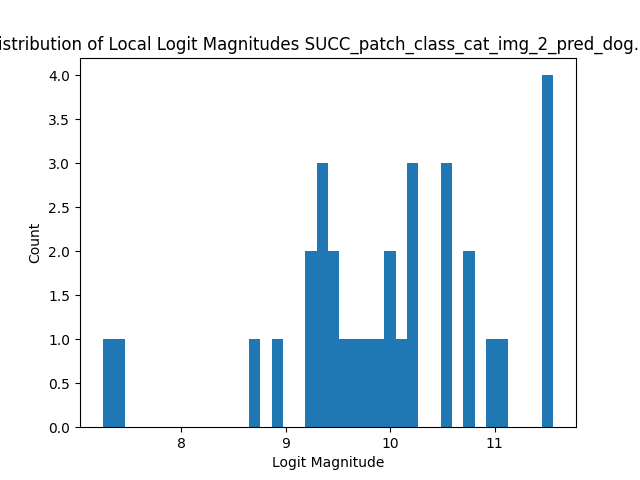 istribution of Local Logit Magnitudes SUCC_patch_class_cat_img_2_pred_dog.
4.0
3.5
3.0
2.5
2.0
1.5
1.0
0.5
0.0
Count
8 9 10 11
Logit Magnitude